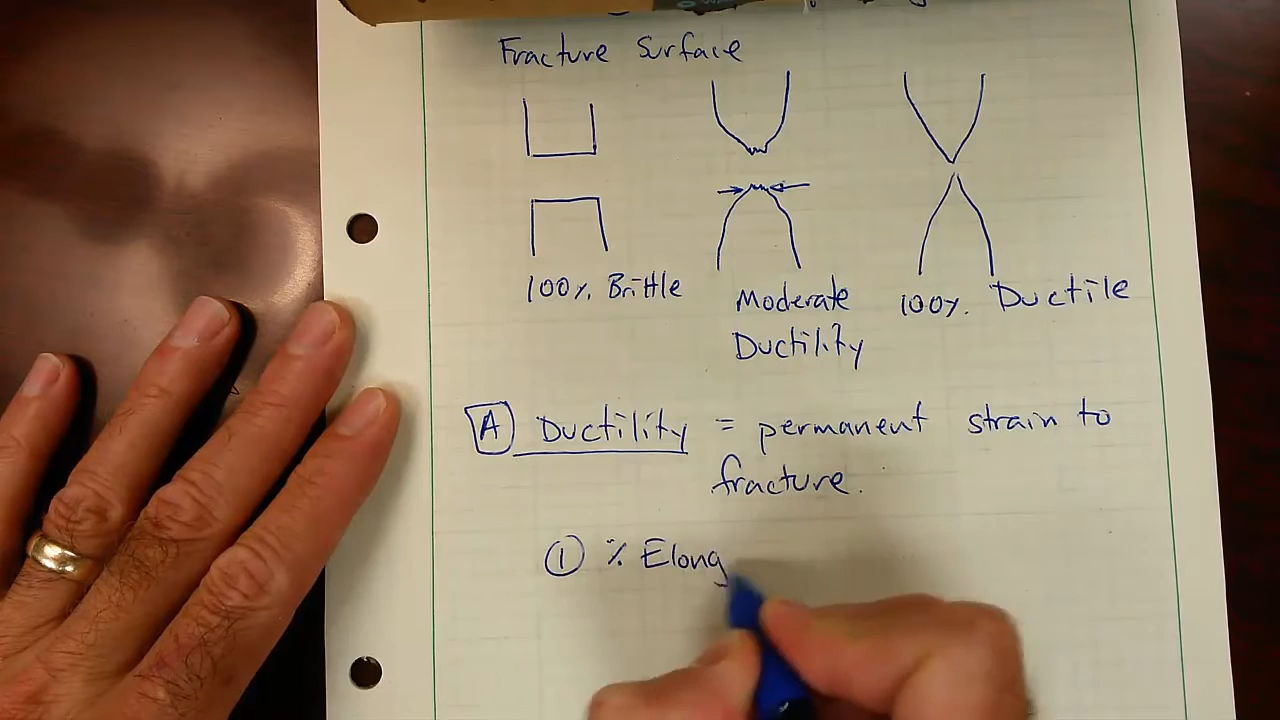 Fracture Surface
100%. Brittle
Moderate
Ductility
100%. Ductile
A Ductility = permanent strain to
fracture.
① % Elong